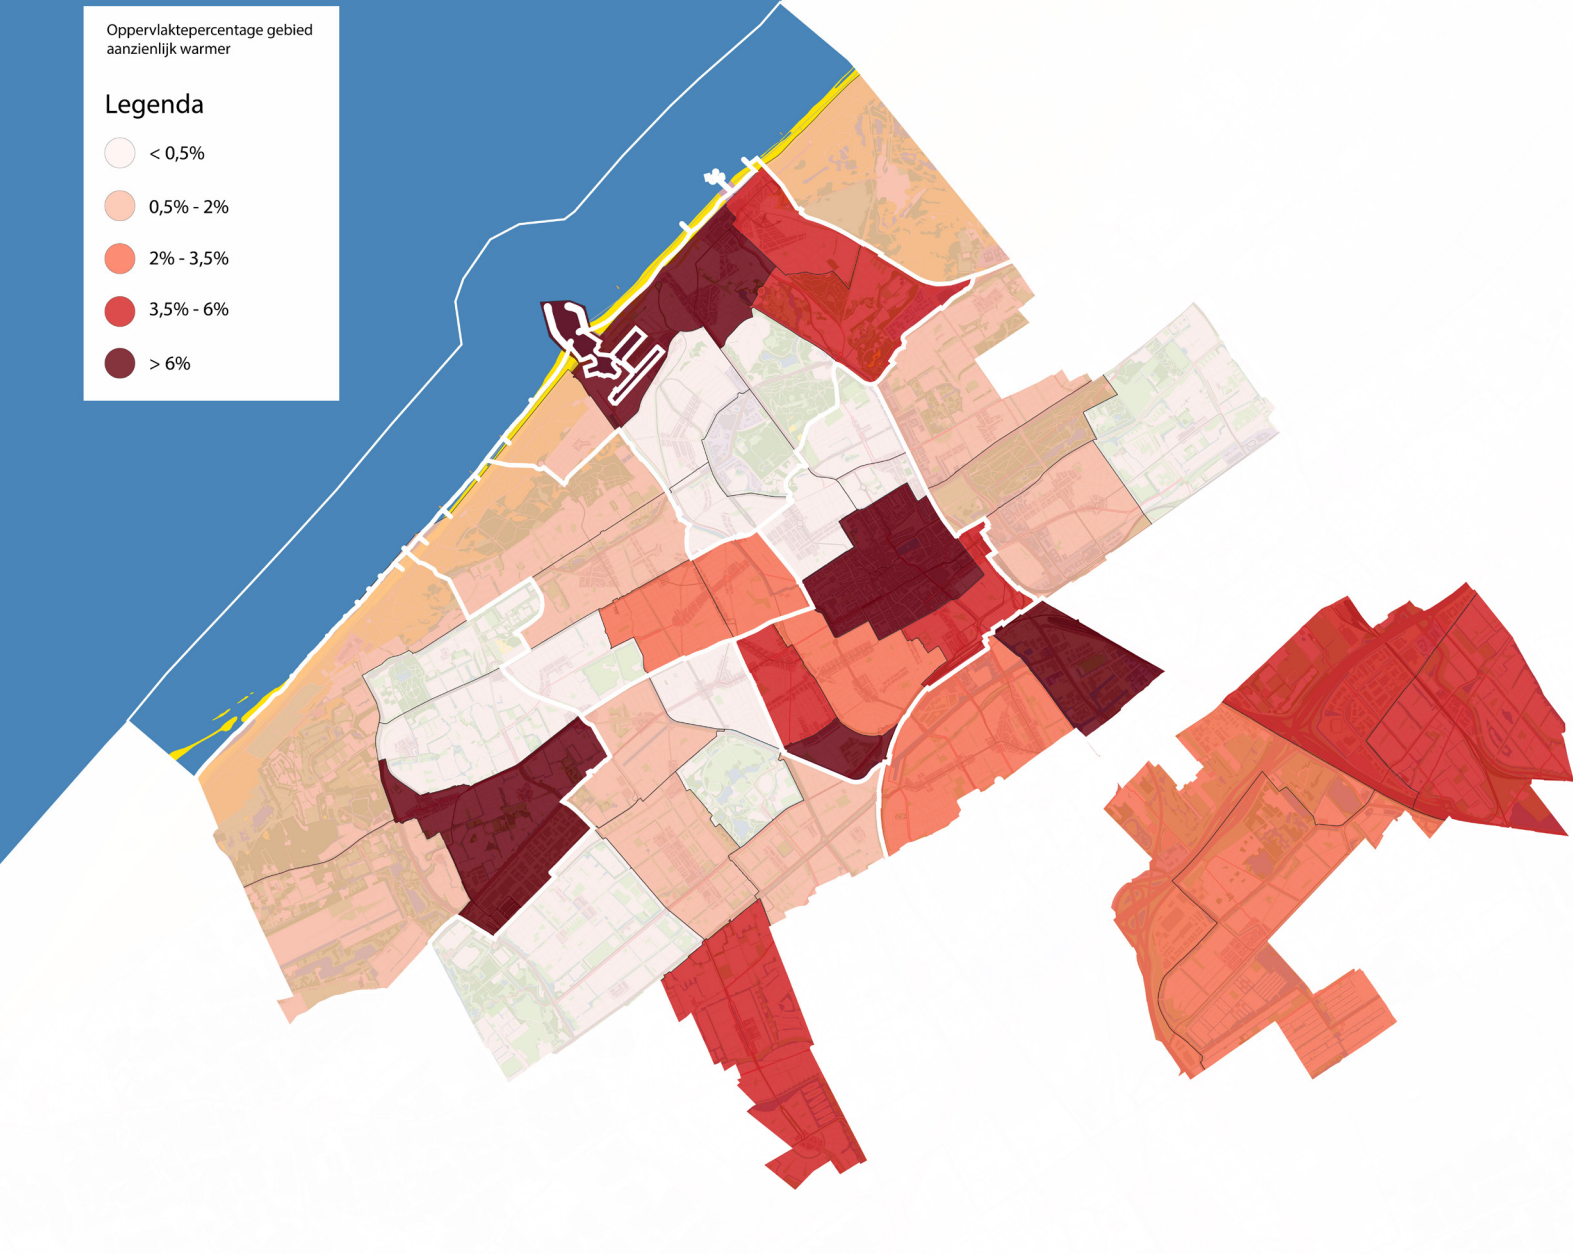 Oppervlaktepercentage gebied
aanzienlijk warmer
Legenda
< 0,5%
0,5% - 2%
2% - 3,5%
3,5% - 6%
> 6%